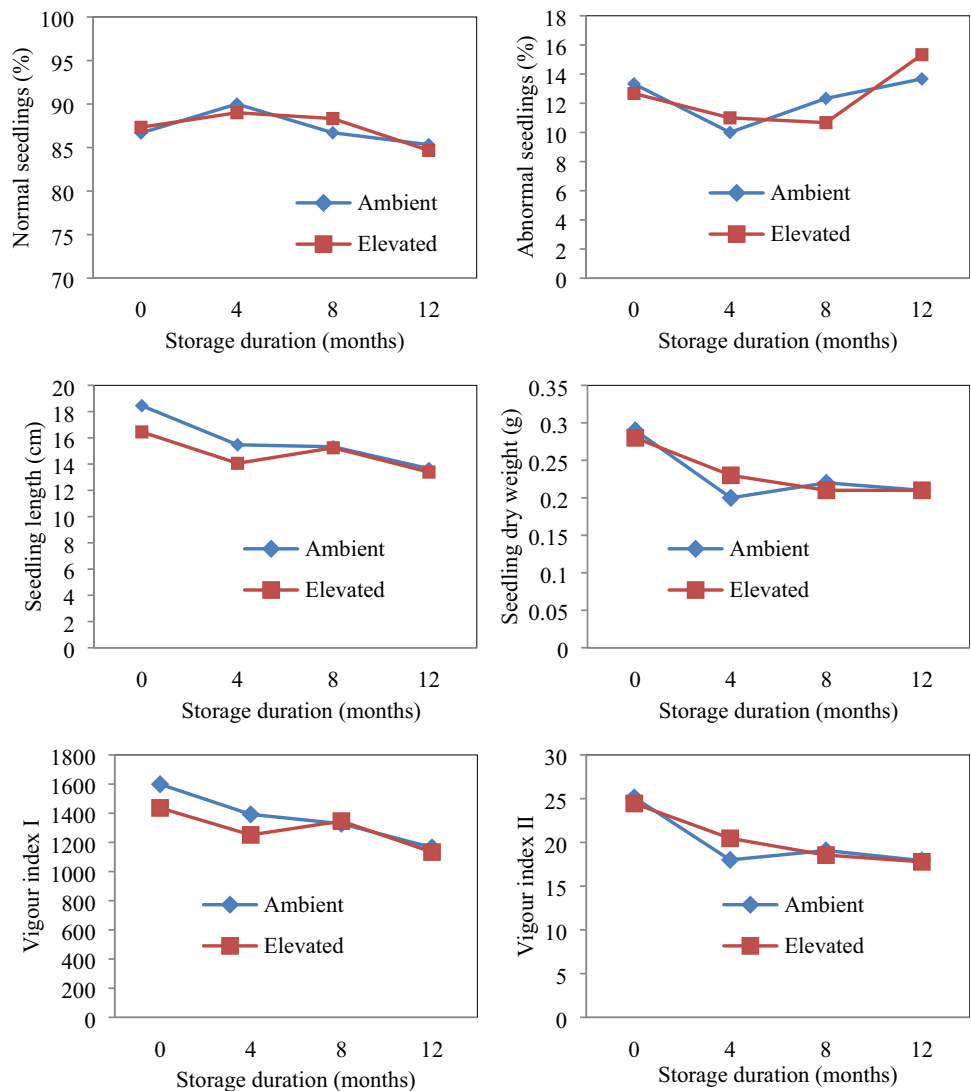 Normal seedlings (%)
100
95
90
85
80
75
70
Ambient
Elevated
0 4 8 12
Storage duration (months)
Abnormal seedlings (%)
18
16
14
12
10
8
6
4
2
0
Ambient
Elevated
0 4 8 12
Storage duration (months)
Seedling length (cm)
20
18
16
14
12
10
8
6
4
2
0
Ambient
Elevated
0 4 8 12
Storage duration (months)
Seedling dry weight (g)
0.35
0.3
0.25
0.2
0.15
0.1
0.05
0
Ambient
Elevated
0 4 8 12
Storage duration (months)
Vigour index I
1800
1600
1400
1200
1000
800
600
400
200
0
Ambient
Elevated
0 4 8 12
Storage duration (months)
Vigour index II
30
25
20
15
10
5
0
Ambient
Elevated
0 4 8 12
Storage duration (months)